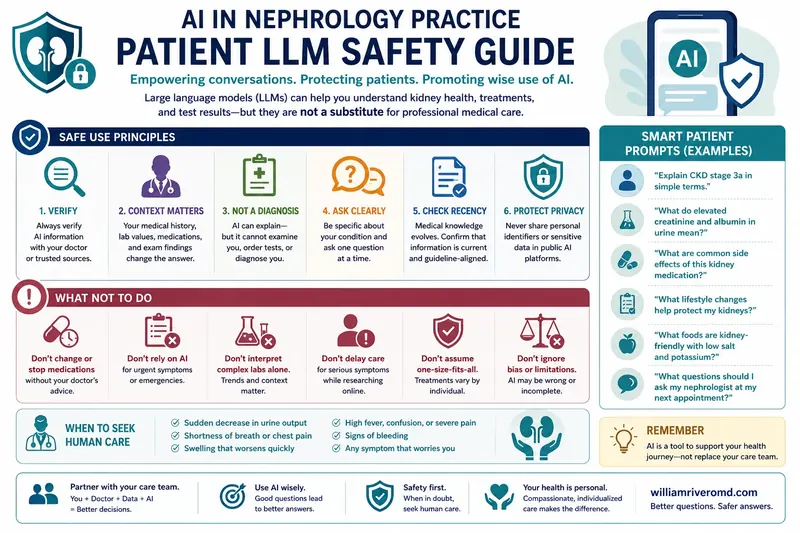 AI IN NEPHROLOGY PRACTICE
PATIENT LLM SAFETY GUIDE
Empowering conversations. Protecting patients. Promoting wise use of AI.
Large language models (LLMs) can help you understand kidney health, treatments,
and test results—but they are not a substitute for professional medical care.
AI
SAFE USE PRINCIPLES
1. VERIFY
Always verify
AI information
with your doctor
or trusted sources.
2. CONTEXT MATTERS
Your medical history,
lab values, medications,
and exam findings
change the answer.
3. NOT A DIAGNOSIS
AI can explain—
but it cannot examine
you, order tests, or
diagnose you.
4. ASK CLEARLY
Be specific about
your condition and
ask one question
at a time.
5. CHECK RECENCY
Medical knowledge
evolves. Confirm that
information is current
and guideline-aligned.
6. PROTECT PRIVACY
Never share personal
identifiers or sensitive
data in public AI
platforms.
WHAT NOT TO DO
Don't change or
stop medications
without your doctor's
advice.
Don't rely on AI
for urgent symptoms
or emergencies.
Don't interpret
complex labs alone.
Trends and context
matter.
Don't delay care
for serious symptoms
while researching
online.
Don't assume
one-size-fits-all.
Treatments vary by
individual.
Don't ignore
bias or limitations.
AI may be wrong or
incomplete.
WHEN TO SEEK
HUMAN CARE
Sudden decrease in urine output
Shortness of breath or chest pain
Swelling that worsens quickly
High fever, confusion, or severe pain
Signs of bleeding
Any symptom that worries you
SMART PATIENT
PROMPTS (EXAMPLES)
"Explain CKD stage 3a in
simple terms."
"What do elevated
creatinine and albumin in
urine mean?"
"What are common side
effects of this kidney
medication?"
"What lifestyle changes
help protect my kidneys?"
"What foods are kidney-
friendly with low salt
and potassium?"
"What questions should I
ask my nephrologist at my
next appointment?"
REMEMBER
AI is a tool to support your health
journey—not replace your care team.
Partner with your care team.
You + Doctor + Data + AI
= Better decisions.
Use AI wisely.
Good questions lead
to better answers.
Safety first.
When in doubt,
seek human care.
Your health is personal.
Compassionate, individualized
care makes the difference.
williamriveromd.com
Better questions. Safer answers.